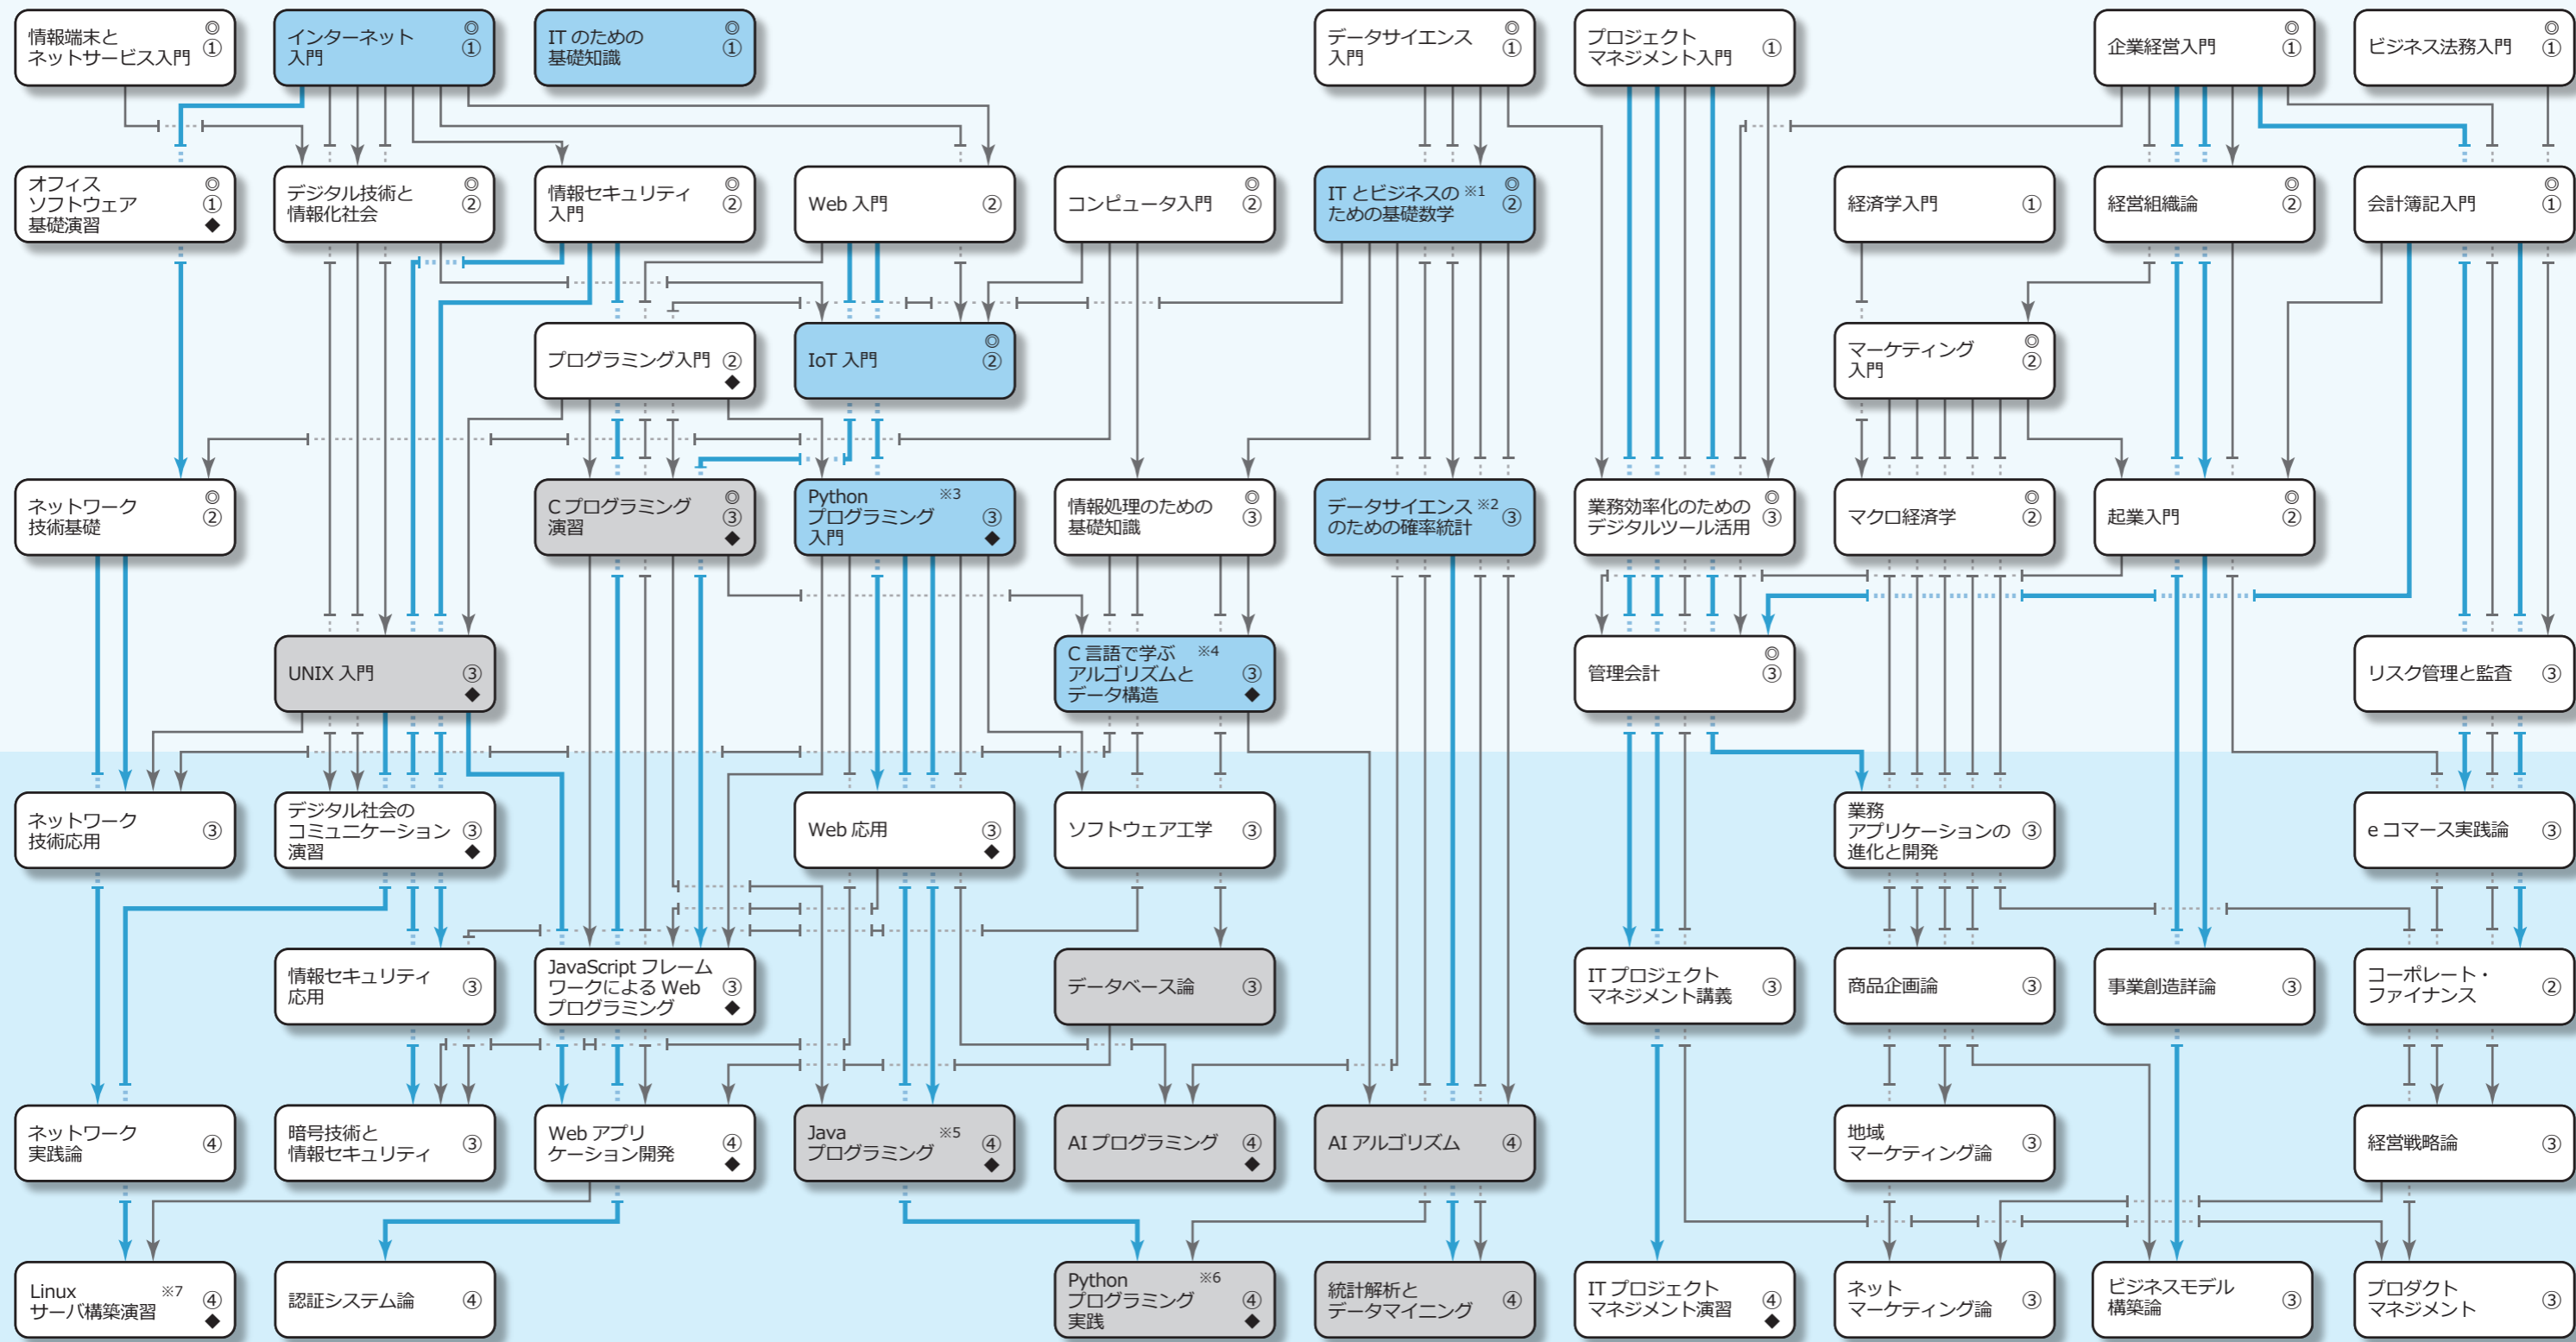 情報端末と
ネットサービス入門
◎
①
インターネット
入門
◎
①
IT のための
基礎知識
◎
①
データサイエンス
入門
◎
①
プロジェクト
マネジメント入門
①
企業経営入門
◎
①
ビジネス法務入門
◎
①
オフィス
ソフトウェア
基礎演習
◎
①
◆
デジタル技術と
情報化社会
◎
②
情報セキュリティ
入門
◎
②
Web 入門
②
コンピュータ入門
◎
②
IT とビジネスの ※1
ための基礎数学
◎
②
経済学入門
①
経営組織論
◎
②
会計簿記入門
◎
①
プログラミング入門
②
◆
IoT 入門
◎
②
マーケティング
入門
◎
②
ネットワーク
技術基礎
◎
②
C プログラミング
演習
◎
③
◆
Python ※3
プログラミング
入門
③
◆
情報処理のための
基礎知識
◎
③
データサイエンス ※2
のための確率統計
③
業務効率化のための
デジタルツール活用
◎
③
マクロ経済学
◎
②
起業入門
◎
②
UNIX 入門
③
◆
C 言語で学ぶ ※4
アルゴリズムと
データ構造
③
◆
管理会計
◎
③
リスク管理と監査
③
ネットワーク
技術応用
③
デジタル社会の
コミュニケーション
演習
③
◆
Web 応用
③
◆
ソフトウェア工学
③
業務
アプリケーションの
進化と開発
③
e コマース実践論
③
情報セキュリティ
応用
③
JavaScript フレーム
ワークによる Web
プログラミング
③
◆
データベース論
③
IT プロジェクト
マネジメント講義
③
商品企画論
③
事業創造詳論
③
コーポレート・
ファイナンス
②
ネットワーク
実践論
④
暗号技術と
情報セキュリティ
③
Web アプリ
ケーション開発
④
◆
Java ※5
プログラミング
④
◆
AI プログラミング
④
◆
AI アルゴリズム
④
地域
マーケティング論
③
経営戦略論
③
Linux ※7
サーバ構築演習
④
◆
認証システム論
④
Python ※6
プログラミング
実践
④
◆
統計解析と
データマイニング
④
IT プロジェクト
マネジメント演習
④
◆
ネット
マーケティング論
③
ビジネスモデル
構築論
③
プロダクト
マネジメント
③